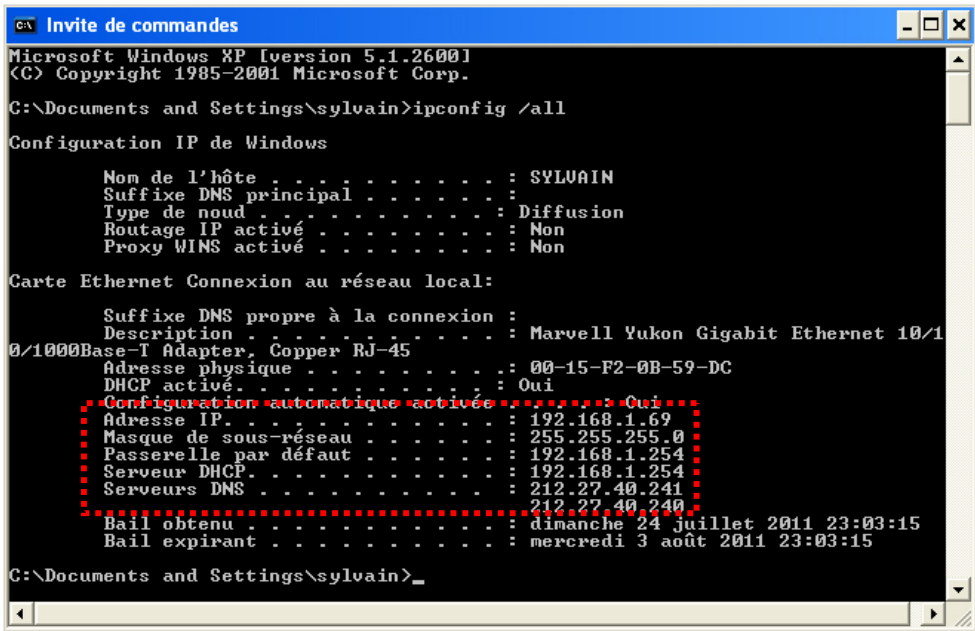 Invite de commandes
Microsoft Windows XP [version 5.1.2600]
(C) Copyright 1985-2001 Microsoft Corp.
C:\Documents and Settings\sylvain>ipconfig /all
Configuration IP de Windows
Nom de l'hôte . . . . . . . . . . : SYLVAIN
Suffixe DNS principal . . . . . . :
Type de noud . . . . . . . . . . : Diffusion
Routage IP activé . . . . . . . . : Non
Proxy WINS activé . . . . . . . . : Non
Carte Ethernet Connexion au réseau local:
Suffixe DNS propre à la connexion :
Description . . . . . . . . . . . : Marvell Yukon Gigabit Ethernet 10/1
0/1000Base-T Adapter, Copper RJ-45
Adresse physique . . . . . . . . .: 00-15-F2-0B-59-DC
DHCP activé. . . . . . . . . . . : Oui
Configuration automatique activée . . . . : Oui
Adresse IP. . . . . . . . . . . . : 192.168.1.69
Masque de sous-réseau . . . . . . : 255.255.255.0
Passerelle par défaut . . . . . . : 192.168.1.254
Serveur DHCP. . . . . . . . . . . : 192.168.1.254
Serveurs DNS . . . . . . . . . . : 212.27.40.241
212.27.40.240
Bail obtenu . . . . . . . . . . . : dimanche 24 juillet 2011 23:03:15
Bail expirant . . . . . . . . . . : mercredi 3 août 2011 23:03:15
C:\Documents and Settings\sylvain>_